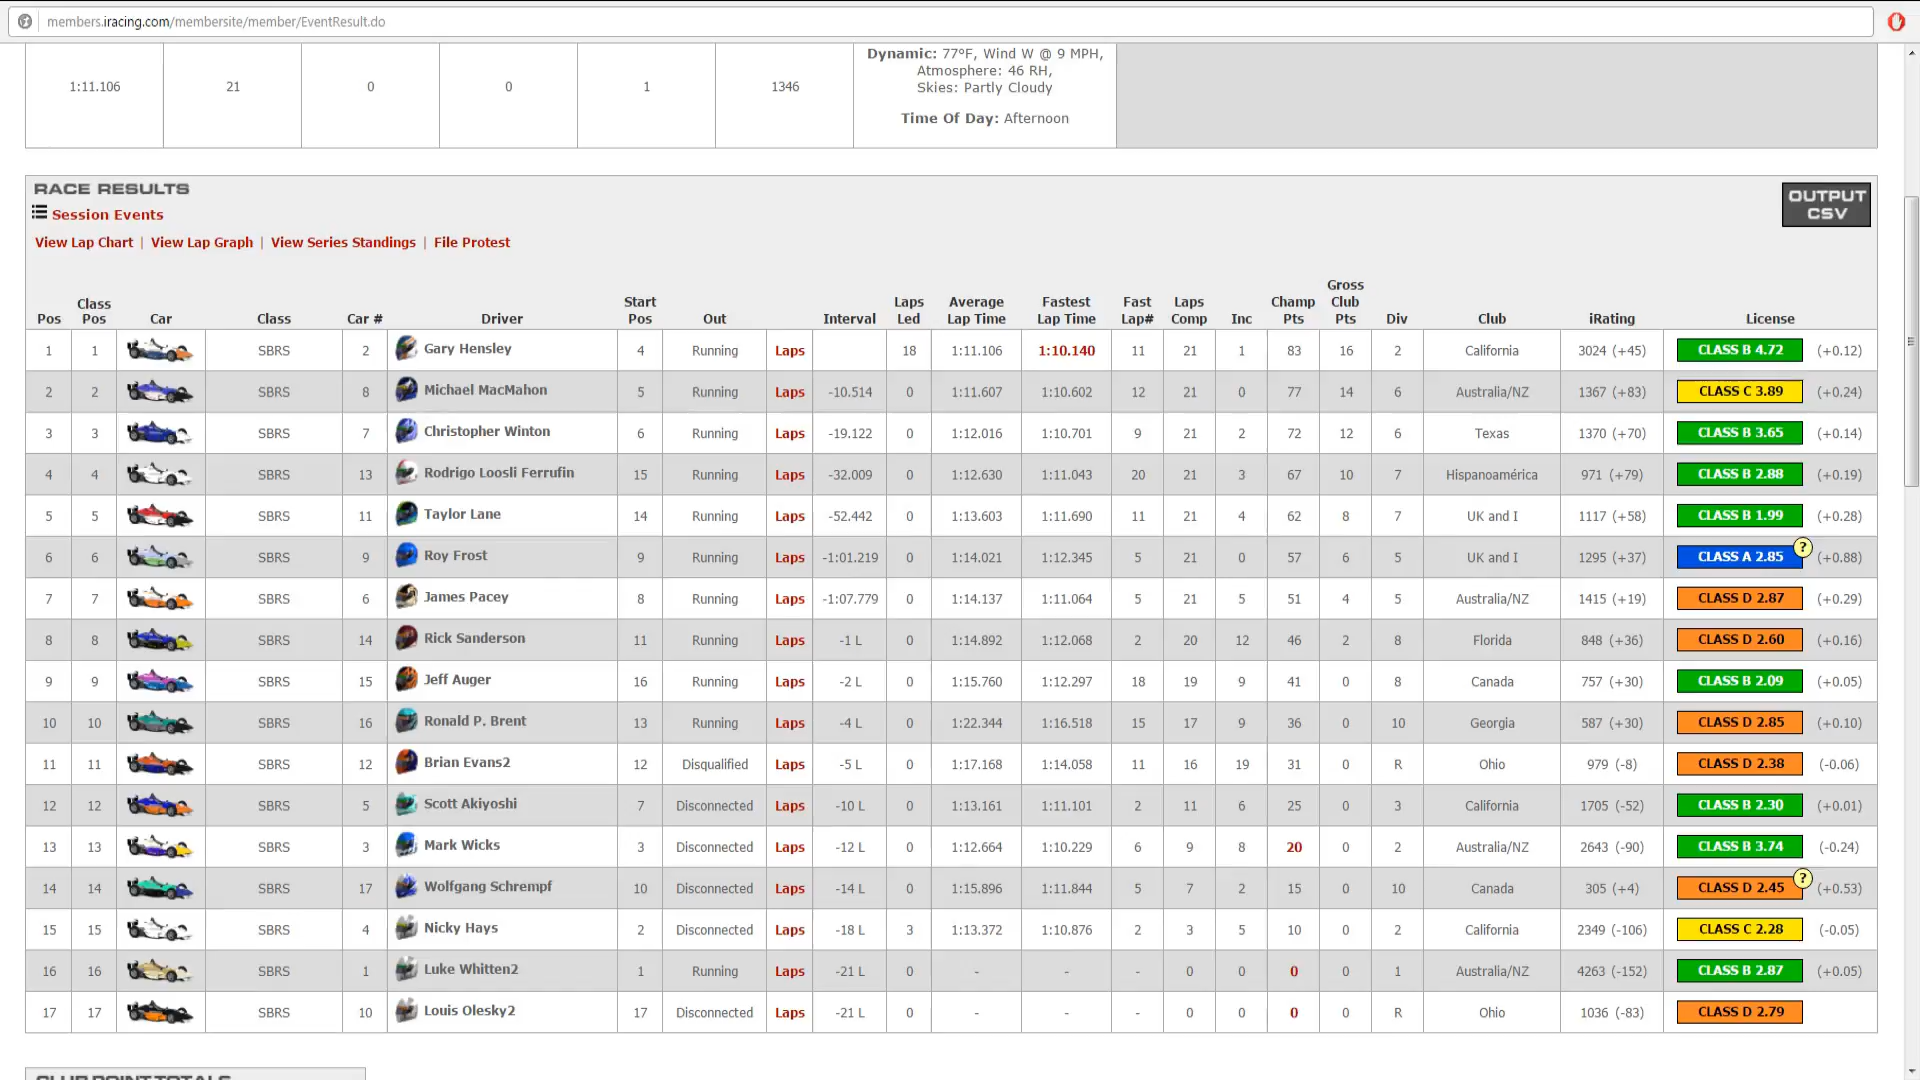 members.iracing.com/membersite/member/EventResult.do
1:11.106 21 0 0 1 1346
Dynamic: 77°F, Wind W @ 9 MPH,
Atmosphere: 46 RH,
Skies: Partly Cloudy
Time Of Day: Afternoon
RACE RESULTS
OUTPUT CSV
Session Events
View Lap Chart | View Lap Graph | View Series Standings | File Protest
Pos Class Pos Car Class Car # Driver Start Pos Out Interval Laps Led Average Lap Time Fastest Lap Time Fast Lap# Laps Comp Inc Champ Pts Gross Club Pts Div Club iRating License
1 1 SBRS 2 Gary Hensley 4 Running Laps 18 1:11.106 1:10.140 11 21 1 83 16 2 California 3024 (+45) CLASS B 4.72 (+0.12)
2 2 SBRS 8 Michael MacMahon 5 Running Laps -10.514 0 1:11.607 1:10.602 12 21 0 77 14 6 Australia/NZ 1367 (+83) CLASS C 3.89 (+0.24)
3 3 SBRS 7 Christopher Winton 6 Running Laps -19.122 0 1:12.016 1:10.701 9 21 2 72 12 6 Texas 1370 (+70) CLASS B 3.65 (+0.14)
4 4 SBRS 13 Rodrigo Loosli Ferrufin 15 Running Laps -32.009 0 1:12.630 1:11.043 20 21 3 67 10 7 Hispanoamérica 971 (+79) CLASS B 2.88 (+0.19)
5 5 SBRS 11 Taylor Lane 14 Running Laps -52.442 0 1:13.603 1:11.690 11 21 4 62 8 7 UK and I 1117 (+58) CLASS B 1.99 (+0.28)
6 6 SBRS 9 Roy Frost 9 Running Laps -1:01.219 0 1:14.021 1:12.345 5 21 0 57 6 5 UK and I 1295 (+37) CLASS A 2.85 ? (+0.88)
7 7 SBRS 6 James Pacey 8 Running Laps -1:07.779 0 1:14.137 1:11.064 5 21 5 51 4 5 Australia/NZ 1415 (+19) CLASS D 2.87 (+0.29)
8 8 SBRS 14 Rick Sanderson 11 Running Laps -1 L 0 1:14.892 1:12.068 2 20 12 46 2 8 Florida 848 (+36) CLASS D 2.60 (+0.16)
9 9 SBRS 15 Jeff Auger 16 Running Laps -2 L 0 1:15.760 1:12.297 18 19 9 41 0 8 Canada 757 (+30) CLASS B 2.09 (+0.05)
10 10 SBRS 16 Ronald P. Brent 13 Running Laps -4 L 0 1:22.344 1:16.518 15 17 9 36 0 10 Georgia 587 (+30) CLASS D 2.85 (+0.10)
11 11 SBRS 12 Brian Evans2 12 Disqualified Laps -5 L 0 1:17.168 1:14.058 11 16 19 31 0 R Ohio 979 (-8) CLASS D 2.38 (-0.06)
12 12 SBRS 5 Scott Akiyoshi 7 Disconnected Laps -10 L 0 1:13.161 1:11.101 2 11 6 25 0 3 California 1705 (-52) CLASS B 2.30 (+0.01)
13 13 SBRS 3 Mark Wicks 3 Disconnected Laps -12 L 0 1:12.664 1:10.229 6 9 8 20 0 2 Australia/NZ 2643 (-90) CLASS B 3.74 (-0.24)
14 14 SBRS 17 Wolfgang Schrempf 10 Disconnected Laps -14 L 0 1:15.896 1:11.844 5 7 2 15 0 10 Canada 305 (+4) CLASS D 2.45 ? (+0.53)
15 15 SBRS 4 Nicky Hays 2 Disconnected Laps -18 L 3 1:13.372 1:10.876 2 3 5 10 0 2 California 2349 (-106) CLASS C 2.28 (-0.05)
16 16 SBRS 1 Luke Whitten2 1 Running Laps -21 L 0 - - - 0 0 0 0 1 Australia/NZ 4263 (-152) CLASS B 2.87 (+0.05)
17 17 SBRS 10 Louis Olesky2 17 Disconnected Laps -21 L 0 - - - 0 0 0 0 R Ohio 1036 (-83) CLASS D 2.79
CLUB POINT TOTALS